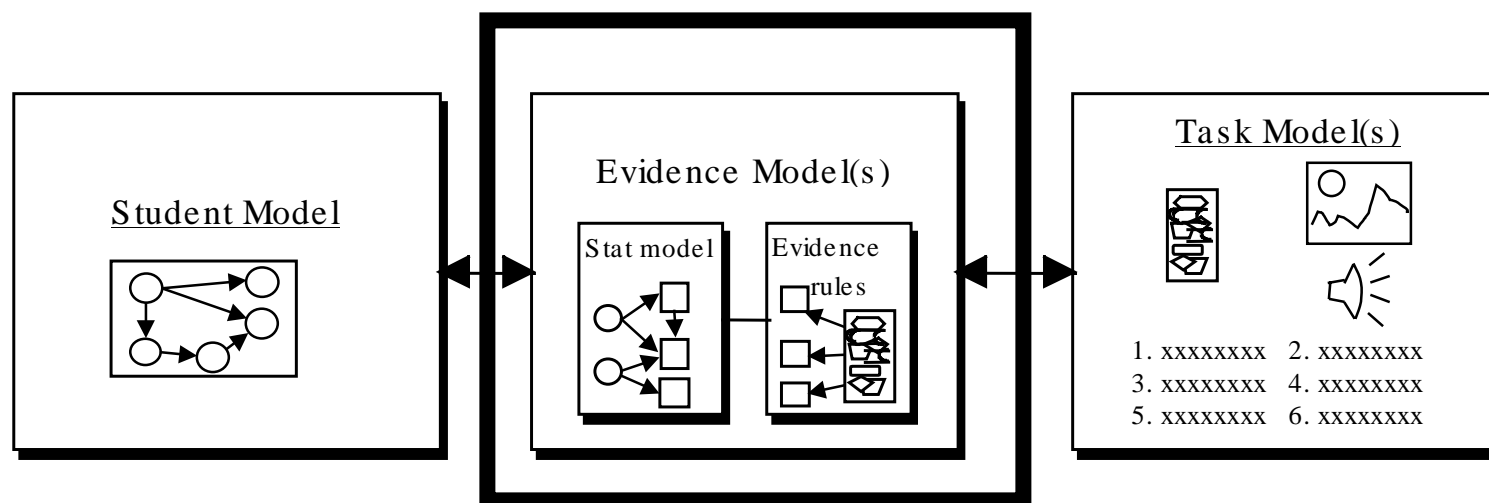 Student Model
Evidence Model(s)
Stat model
Evidence
rules
Task Model(s)
1. xxxxxxxx 2. xxxxxxxx
3. xxxxxxxx 4. xxxxxxxx
5. xxxxxxxx 6. xxxxxxxx